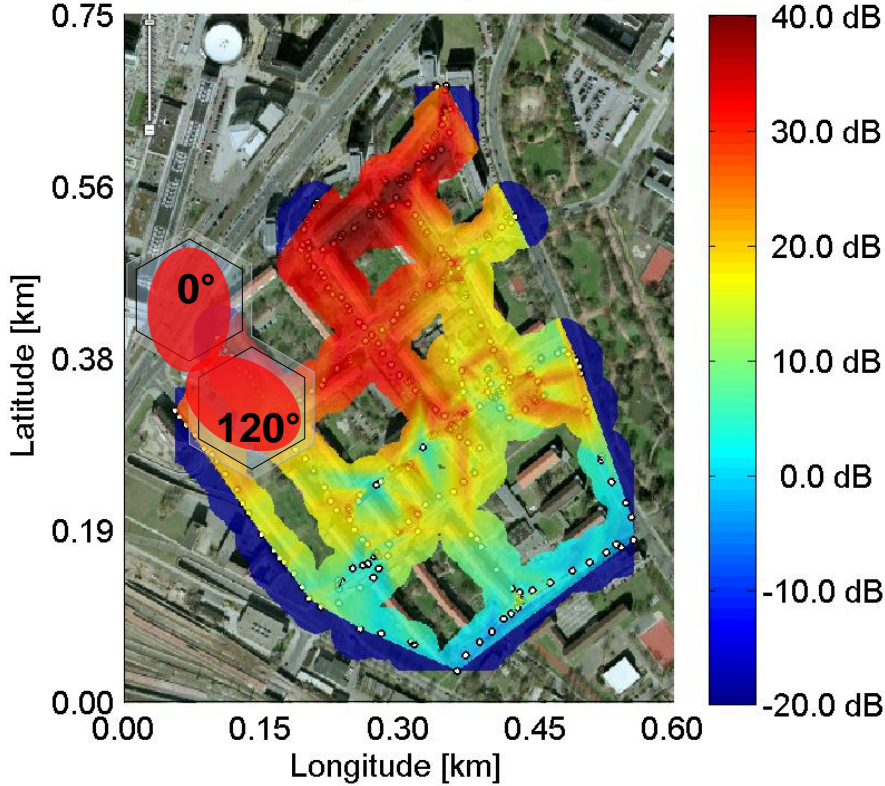 0.75
0.56
0.38
0.19
0.00
Latitude [km]
0°
120°
0.00
0.15
0.30
0.45
0.60
Longitude [km]
40.0 dB
30.0 dB
20.0 dB
10.0 dB
0.0 dB
-10.0 dB
-20.0 dB